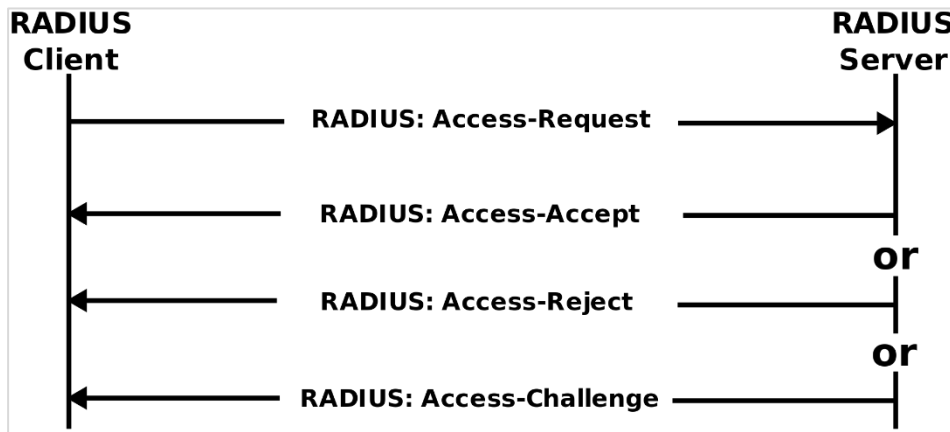 RADIUS
Client
RADIUS
Server
RADIUS: Access-Request
RADIUS: Access-Accept
or
RADIUS: Access-Reject
or
RADIUS: Access-Challenge